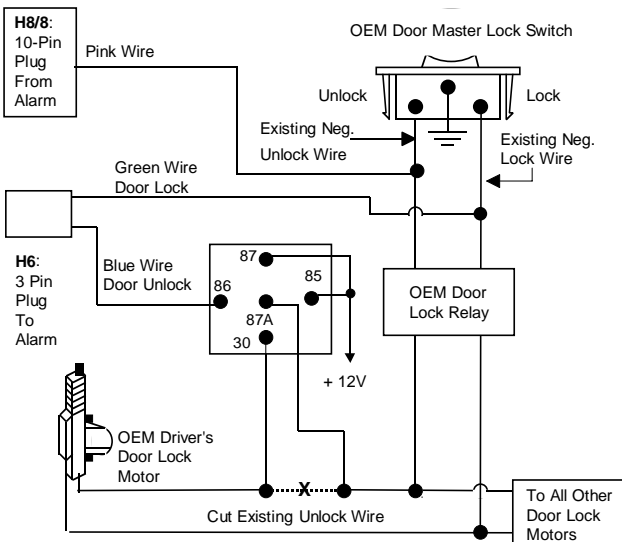 H8/8:
10-Pin
Plug
From
Alarm
Pink Wire
OEM Door Master Lock Switch
Unlock
Lock
Existing Neg.
Unlock Wire
Existing Neg.
Lock Wire
Green Wire
Door Lock
H6:
3 Pin
Plug
To
Alarm
Blue Wire
Door Unlock
87
86
85
87A
30
+ 12V
OEM Door
Lock Relay
OEM Driver's
Door Lock
Motor
X
Cut Existing Unlock Wire
To All Other
Door Lock
Motors